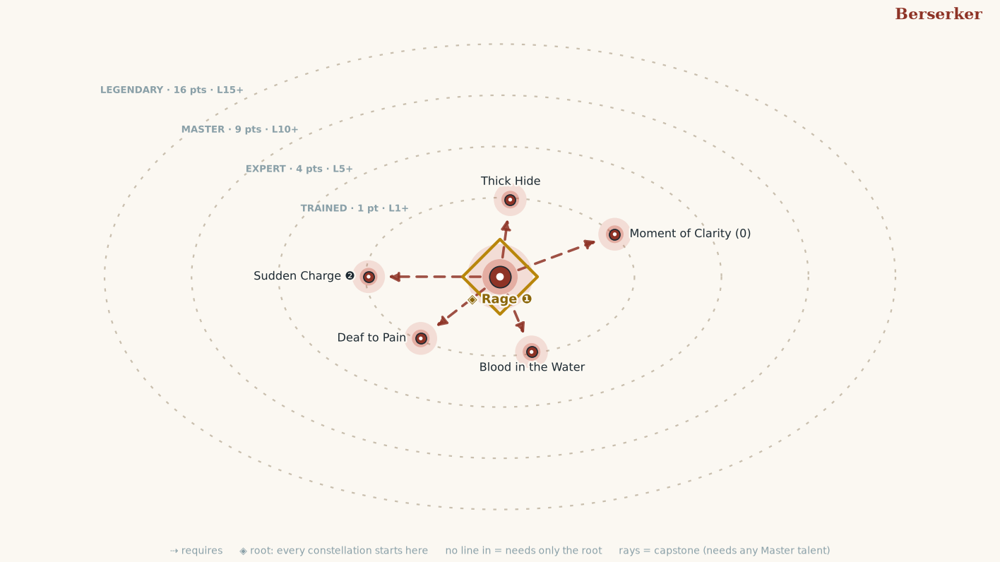 Berserker
LEGENDARY · 16 pts · L15+
MASTER · 9 pts · L10+
EXPERT · 4 pts · L5+
TRAINED · 1 pt · L1+
Thick Hide
Moment of Clarity (0)
Sudden Charge ❷
◈ Rage ❶
Deaf to Pain
Blood in the Water
⇢ requires ◈ root: every constellation starts here no line in = needs only the root rays = capstone (needs any Master talent)